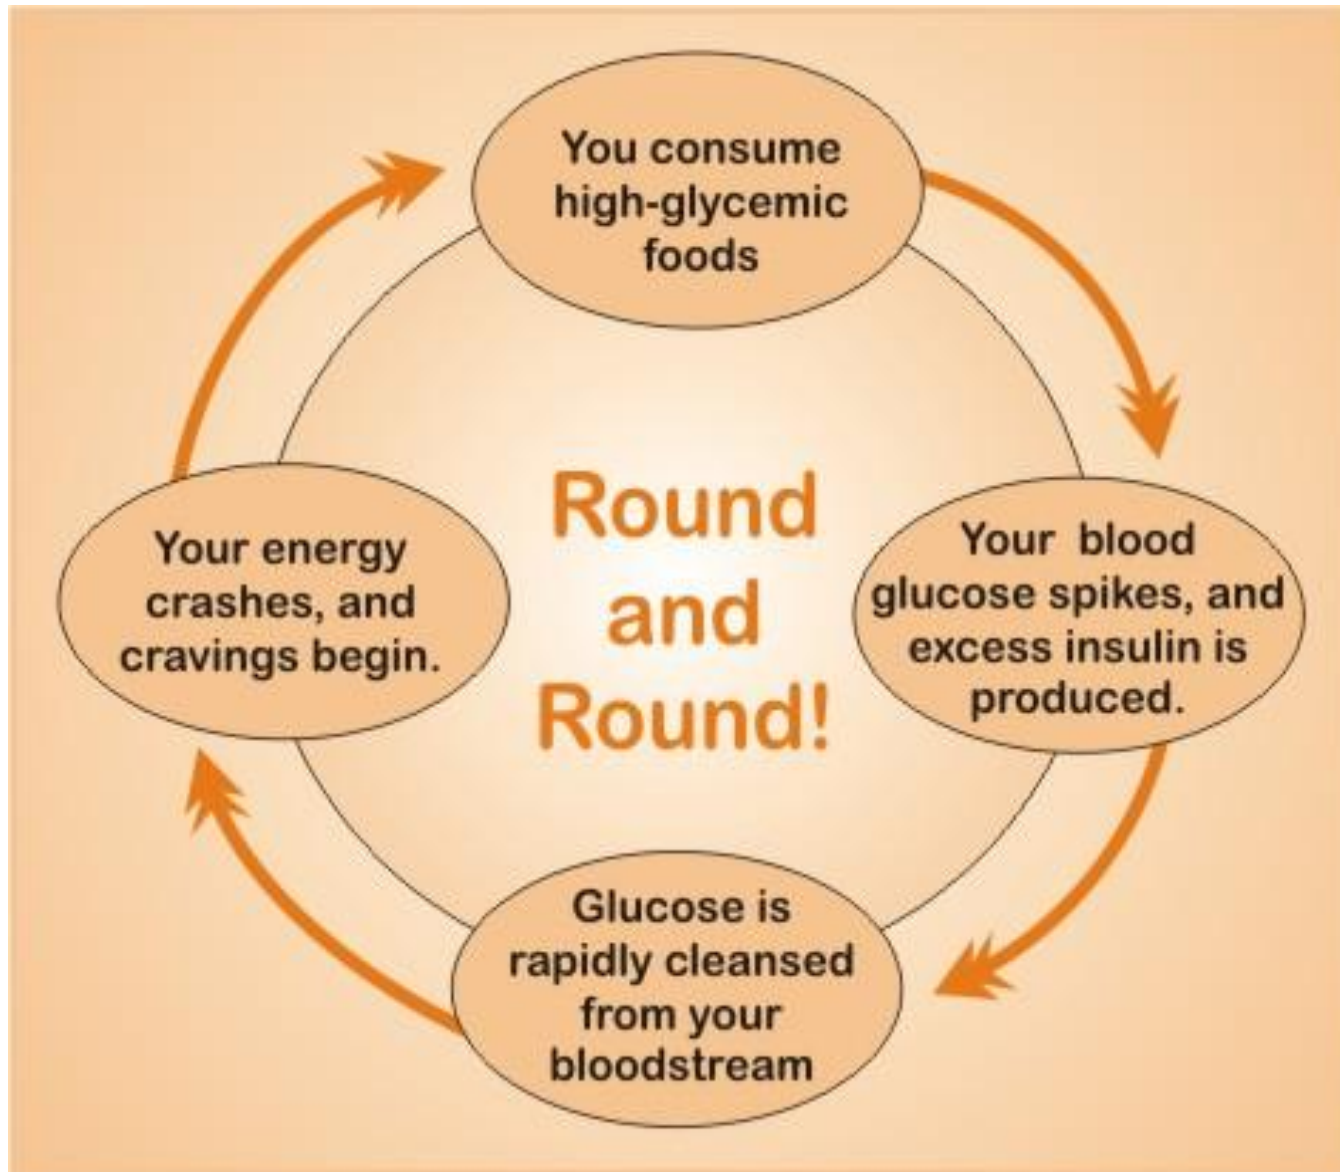 You consume
high-glycemic
foods
Your blood
glucose spikes, and
excess insulin is
produced.
Glucose is
rapidly cleansed
from your
bloodstream
Your energy
crashes, and
cravings begin.
Round
and
Round!